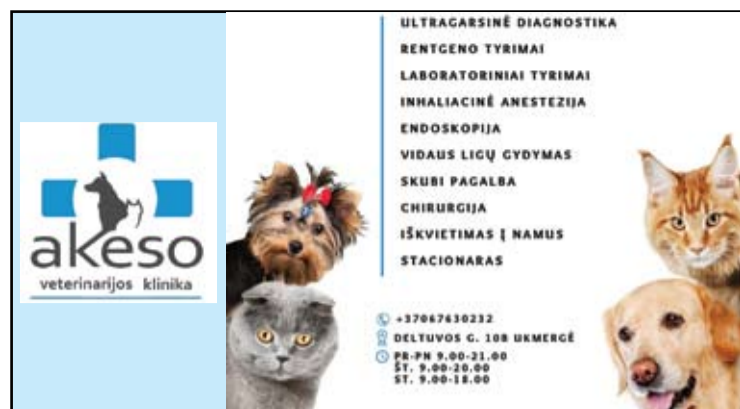 akeso
veterinarijos klinika
ULTRAGARSINĖ DIAGNOSTIKA
RENTGENO TYRIMAI
LABORATORINIAI TYRIMAI
INHALIACINĖ ANESTEZIJA
ENDOSKOPIJA
VIDAUS LIGŲ GYDYMAS
SKUBI PAGALBA
CHIRURGIJA
IŠKVIETIMAS Į NAMUS
STACIONARAS
+37067630232
DELTUVOS G. 10B UKMERGĖ
PR-PN 9.00-21.00
ŠT. 9.00-20.00
ST. 9.00-18.00